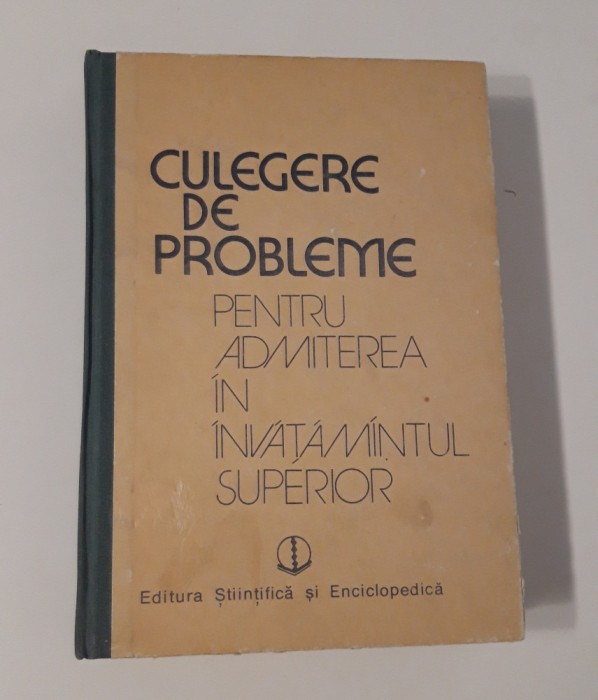 CULEGERE
DE
PROBLEME
PENTRU
ADMITEREA
ÎN
ÎNVĂȚĂMÎNTUL
SUPERIOR
Editura Științifică și Enciclopedică